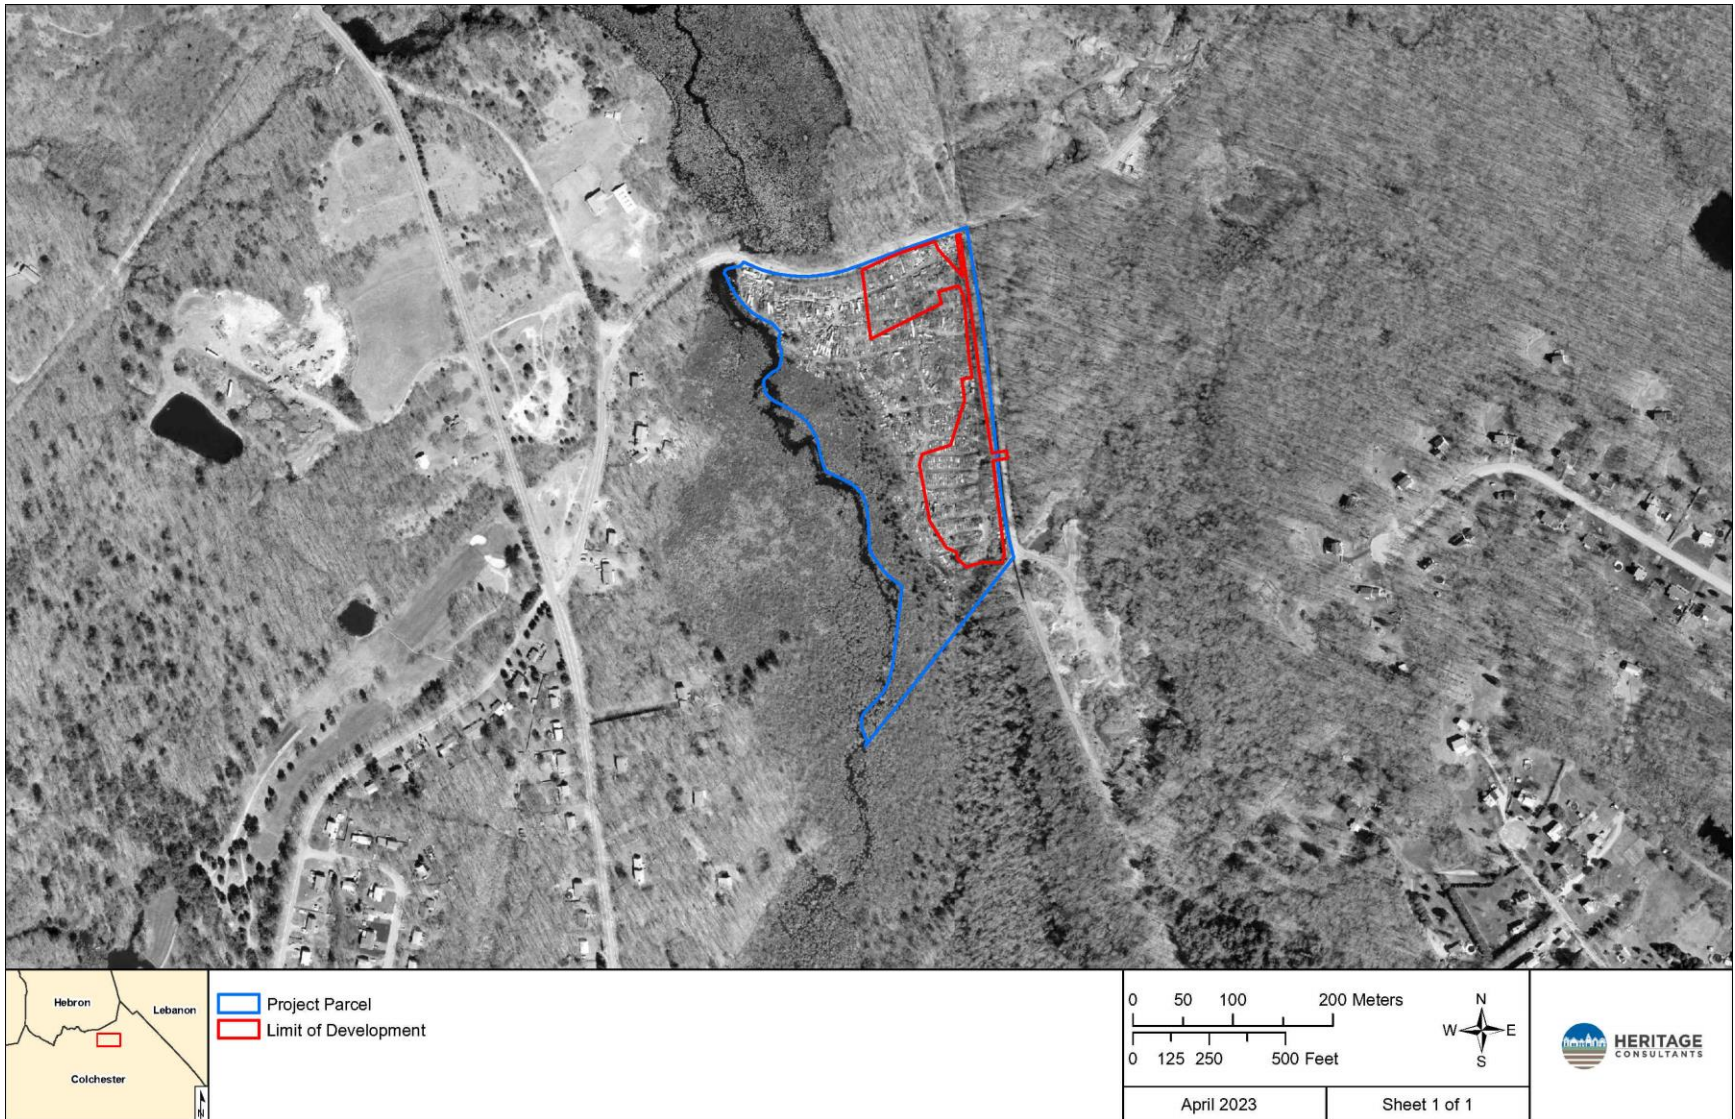 Hebron
Lebanon
Colchester
N
Project Parcel
Limit of Development
0 50 100 200 Meters
0 125 250 500 Feet
N
W E
S
April 2023
Sheet 1 of 1
HERITAGE
CONSULTANTS